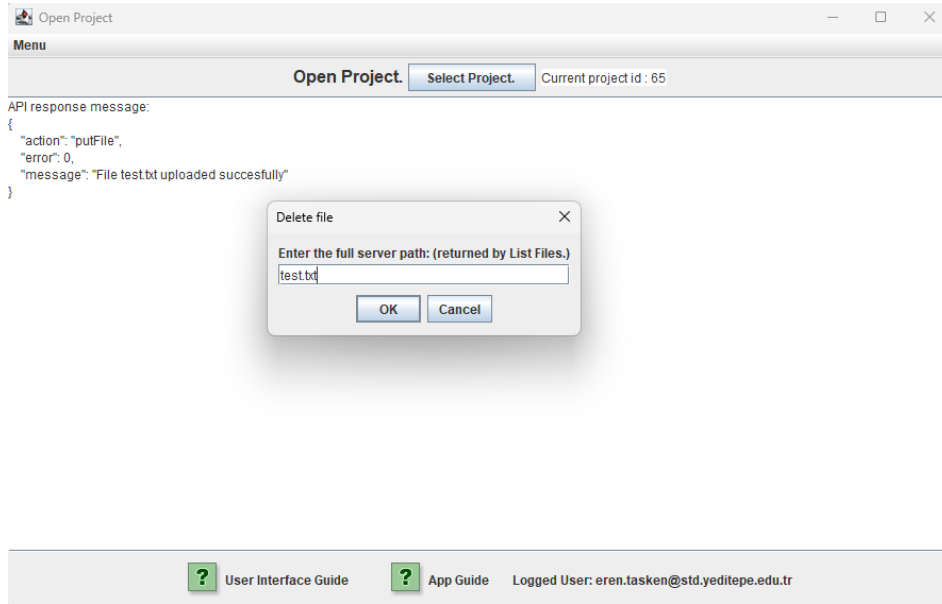 Open Project
Menu
Open Project. Select Project. Current project id : 65
API response message:
{
"action": "putFile",
"error": 0,
"message": "File test.txt uploaded succesfully"
}
Delete file
Enter the full server path: (returned by List Files.)
test.txt
OK Cancel
? User Interface Guide ? App Guide Logged User: eren.tasken@std.yeditepe.edu.tr